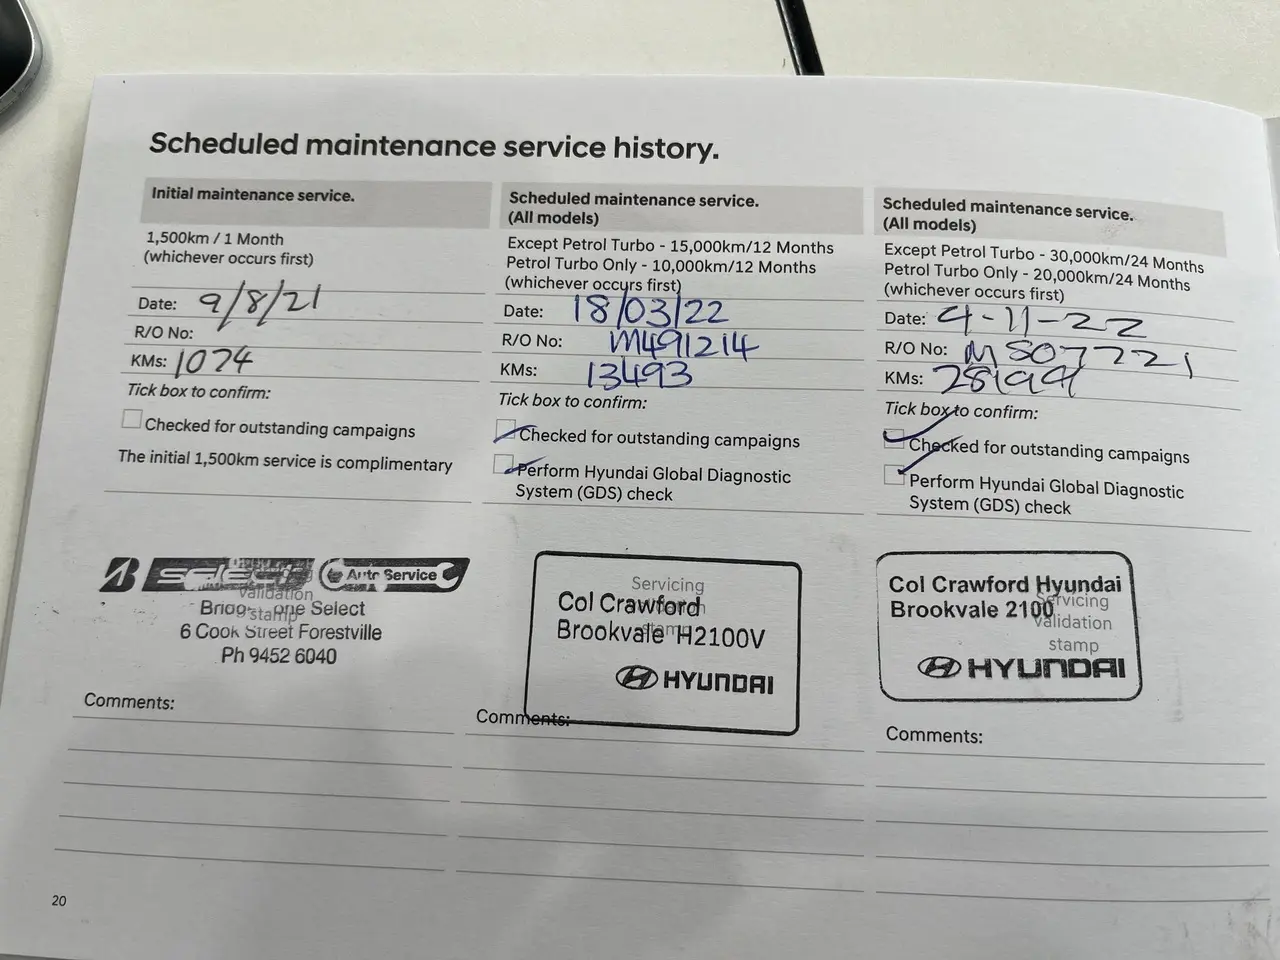 Scheduled maintenance service history.
Initial maintenance service.
1,500km / 1 Month
(whichever occurs first)
Date: 9/8/21
R/O No:
KMs: 1074
Tick box to confirm:
Checked for outstanding campaigns
The initial 1,500km service is complimentary
SELECT Auto Service
Validation
stamp
Select
6 Cook Street Forestville
Ph 9452 6040
Comments:
Scheduled maintenance service.
(All models)
Except Petrol Turbo - 15,000km/12 Months
Petrol Turbo Only - 10,000km/12 Months
(whichever occurs first)
Date: 18/03/22
R/O No: M491214
KMs: 13493
Tick box to confirm:
Checked for outstanding campaigns
Perform Hyundai Global Diagnostic
System (GDS) check
Servicing
Col Crawford
Brookvale H2100V
HYUNDAI
Comments:
Scheduled maintenance service.
(All models)
Except Petrol Turbo - 30,000km/24 Months
Petrol Turbo Only - 20,000km/24 Months
(whichever occurs first)
Date: 4-11-22
R/O No: M507721
KMs: 28199
Tick box to confirm:
Checked for outstanding campaigns
Perform Hyundai Global Diagnostic
System (GDS) check
Col Crawford Hyundai
Brookvale 2100
Servicing
validation
stamp
HYUNDAI
Comments:
20